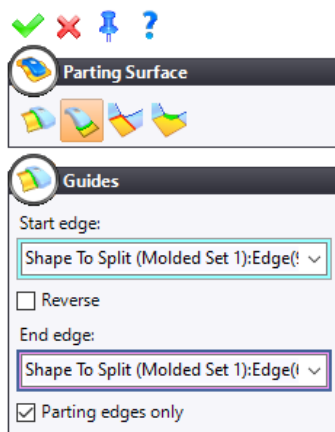 ?
Parting Surface
Guides
Start edge:
Shape To Split (Molded Set 1):Edge(
Reverse
End edge:
Shape To Split (Molded Set 1):Edge(
Parting edges only